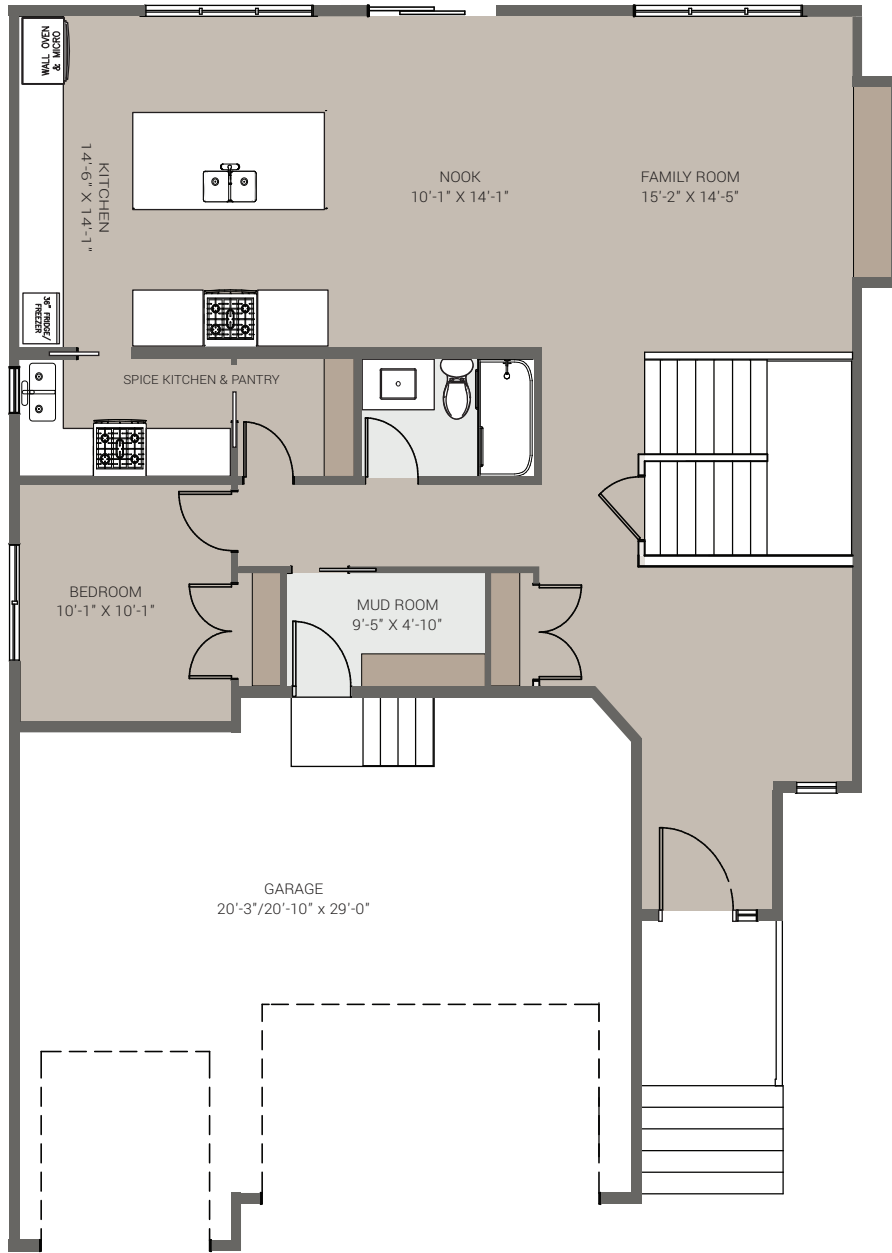 WALL OVEN
& MICRO
KITCHEN
14'-6" X 14'-1"
NOOK
10'-1" X 14'-1"
FAMILY ROOM
15'-2" X 14'-5"
36" FRIDGE/
FREEZER
SPICE KITCHEN & PANTRY
BEDROOM
10'-1" X 10'-1"
MUD ROOM
9'-5" X 4'-10"
GARAGE
20'-3"/20'-10" x 29'-0"